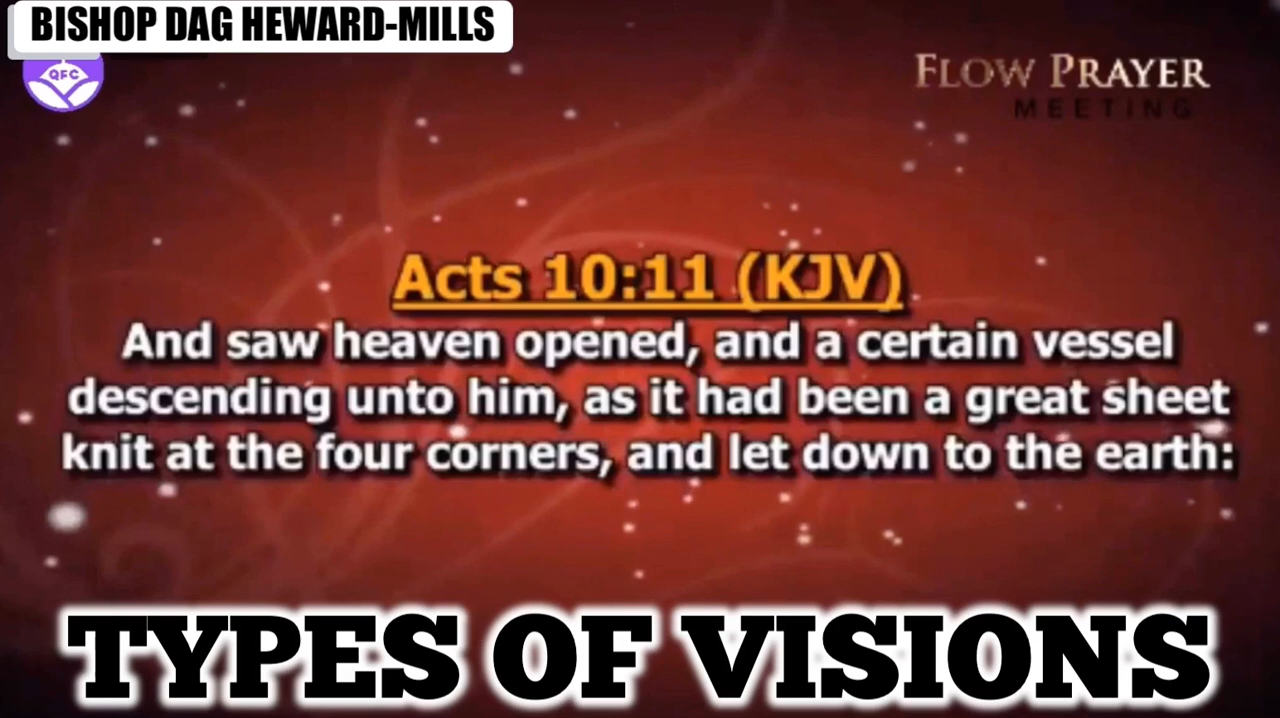 BISHOP DAG HEWARD-MILLS
QFC
FLOW PRAYER
MEETING
Acts 10:11 (KJV)
And saw heaven opened, and a certain vessel
descending unto him, as it had been a great sheet
knit at the four corners, and let down to the earth:
TYPES OF VISIONS